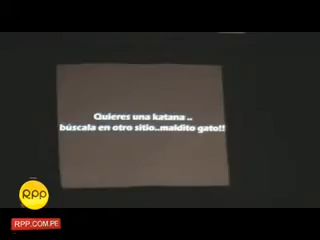 Quieres una katana ..
búscala en otro sitio..maldito gato!!
RPP
RPP.COM.PE